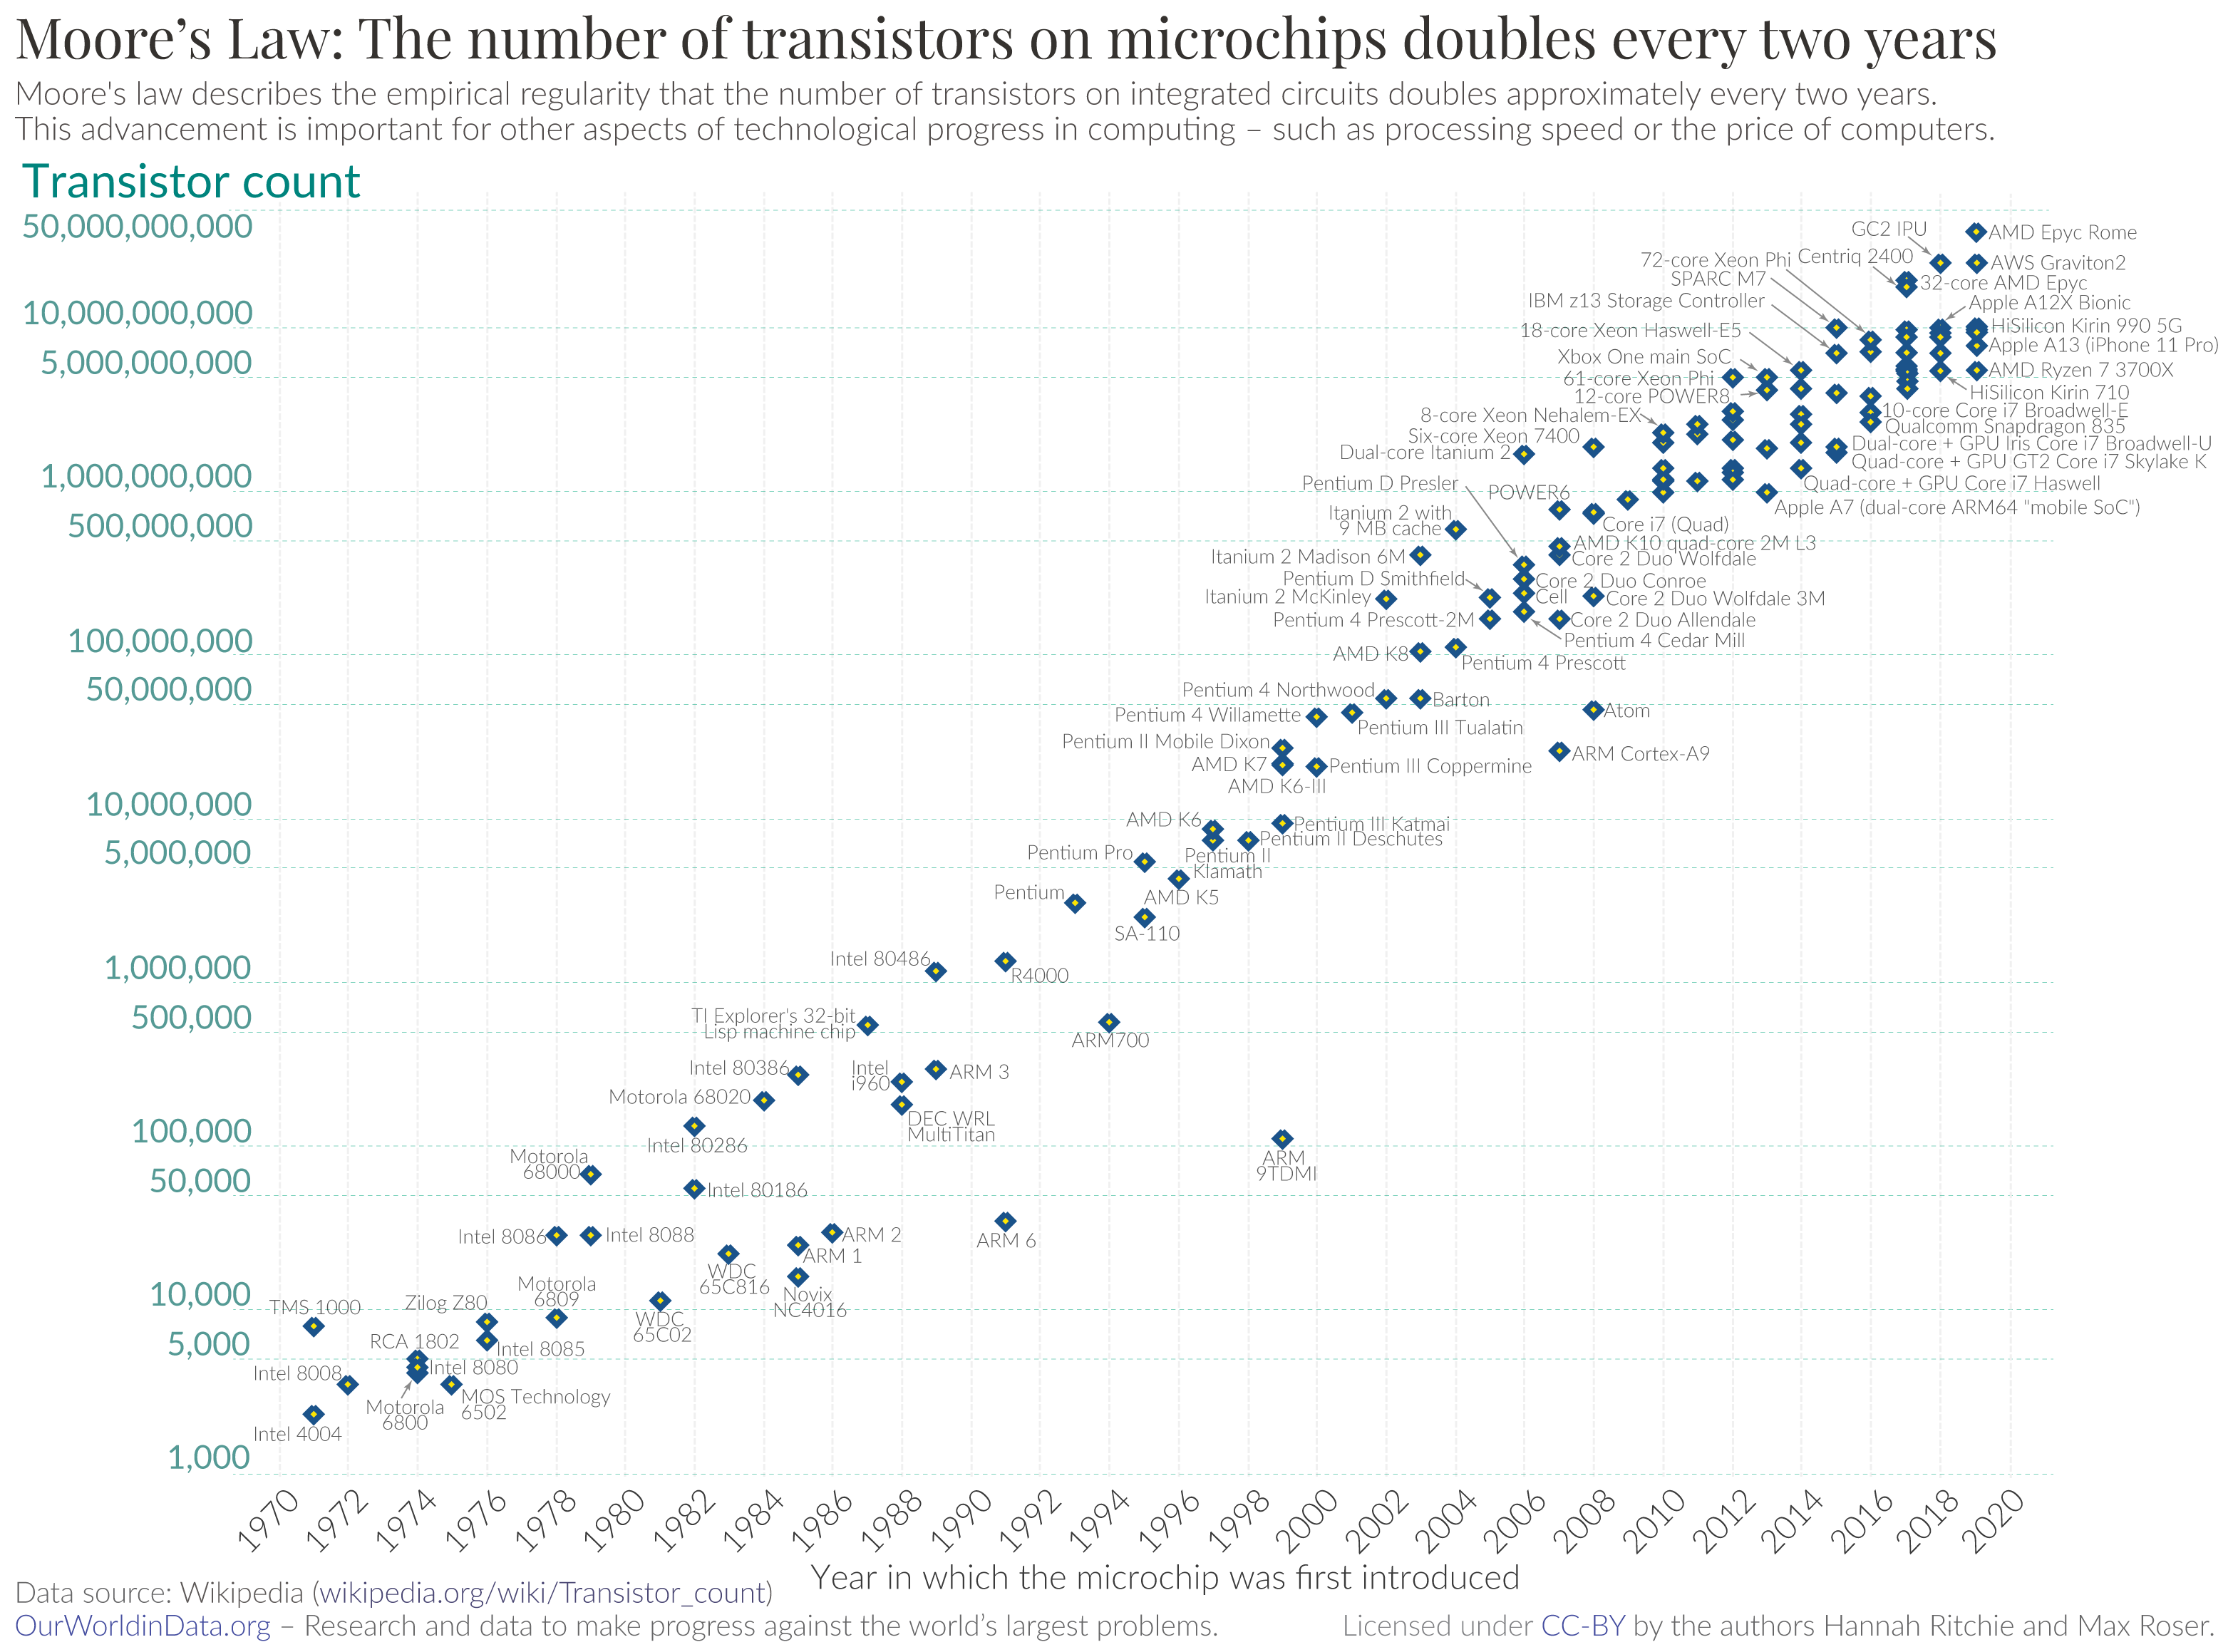 Moore’s Law: The number of transistors on microchips doubles every two years
Moore's law describes the empirical regularity that the number of transistors on integrated circuits doubles approximately every two years.
This advancement is important for other aspects of technological progress in computing – such as processing speed or the price of computers.
Transistor count
50,000,000,000
10,000,000,000
5,000,000,000
1,000,000,000
500,000,000
100,000,000
50,000,000
10,000,000
5,000,000
1,000,000
500,000
100,000
50,000
10,000
5,000
1,000
GC2 IPU
AMD Epyc Rome
72-core Xeon Phi
Centriq 2400
AWS Graviton2
SPARC M7
32-core AMD Epyc
IBM z13 Storage Controller
Apple A12X Bionic
18-core Xeon Haswell-E5
HiSilicon Kirin 990 5G
Apple A13 (iPhone 11 Pro)
Xbox One main SoC
61-core Xeon Phi
AMD Ryzen 7 3700X
12-core POWER8
HiSilicon Kirin 710
8-core Xeon Nehalem-EX
10-core Core i7 Broadwell-E
Six-core Xeon 7400
Qualcomm Snapdragon 835
Dual-core Itanium 2
Dual-core + GPU Iris Core i7 Broadwell-U
Quad-core + GPU GT2 Core i7 Skylake K
Pentium D Presler
POWER6
Quad-core + GPU Core i7 Haswell
Itanium 2 with
9 MB cache
Apple A7 (dual-core ARM64 "mobile SoC")
Core i7 (Quad)
AMD K10 quad-core 2M L3
Itanium 2 Madison 6M
Core 2 Duo Wolfdale
Pentium D Smithfield
Core 2 Duo Conroe
Itanium 2 McKinley
Cell
Core 2 Duo Wolfdale 3M
Pentium 4 Prescott-2M
Core 2 Duo Allendale
Pentium 4 Cedar Mill
AMD K8
Pentium 4 Prescott
Pentium 4 Northwood
Barton
Pentium 4 Willamette
Pentium III Tualatin
Atom
Pentium II Mobile Dixon
ARM Cortex-A9
AMD K7
Pentium III Coppermine
AMD K6-III
AMD K6
Pentium III Katmai
Pentium II Deschutes
Pentium Pro
Pentium II
Klamath
Pentium
AMD K5
SA-110
Intel 80486
R4000
TI Explorer's 32-bit
Lisp machine chip
ARM700
Intel 80386
Intel
i960
ARM 3
Motorola 68020
DEC WRL
MultiTitan
Intel 80286
ARM
9TDMI
Motorola
68000
Intel 80186
Intel 8086
Intel 8088
ARM 2
ARM 1
ARM 6
WDC
65C816
Novix
NC4016
Motorola
6809
Zilog Z80
TMS 1000
WDC
65C02
RCA 1802
Intel 8085
Intel 8080
Intel 8008
MOS Technology
6502
Motorola
6800
Intel 4004
1970
1972
1974
1976
1978
1980
1982
1984
1986
1988
1990
1992
1994
1996
1998
2000
2002
2004
2006
2008
2010
2012
2014
2016
2018
2020
Year in which the microchip was first introduced
Data source: Wikipedia (wikipedia.org/wiki/Transistor_count)
OurWorldinData.org – Research and data to make progress against the world’s largest problems.
Licensed under CC-BY by the authors Hannah Ritchie and Max Roser.